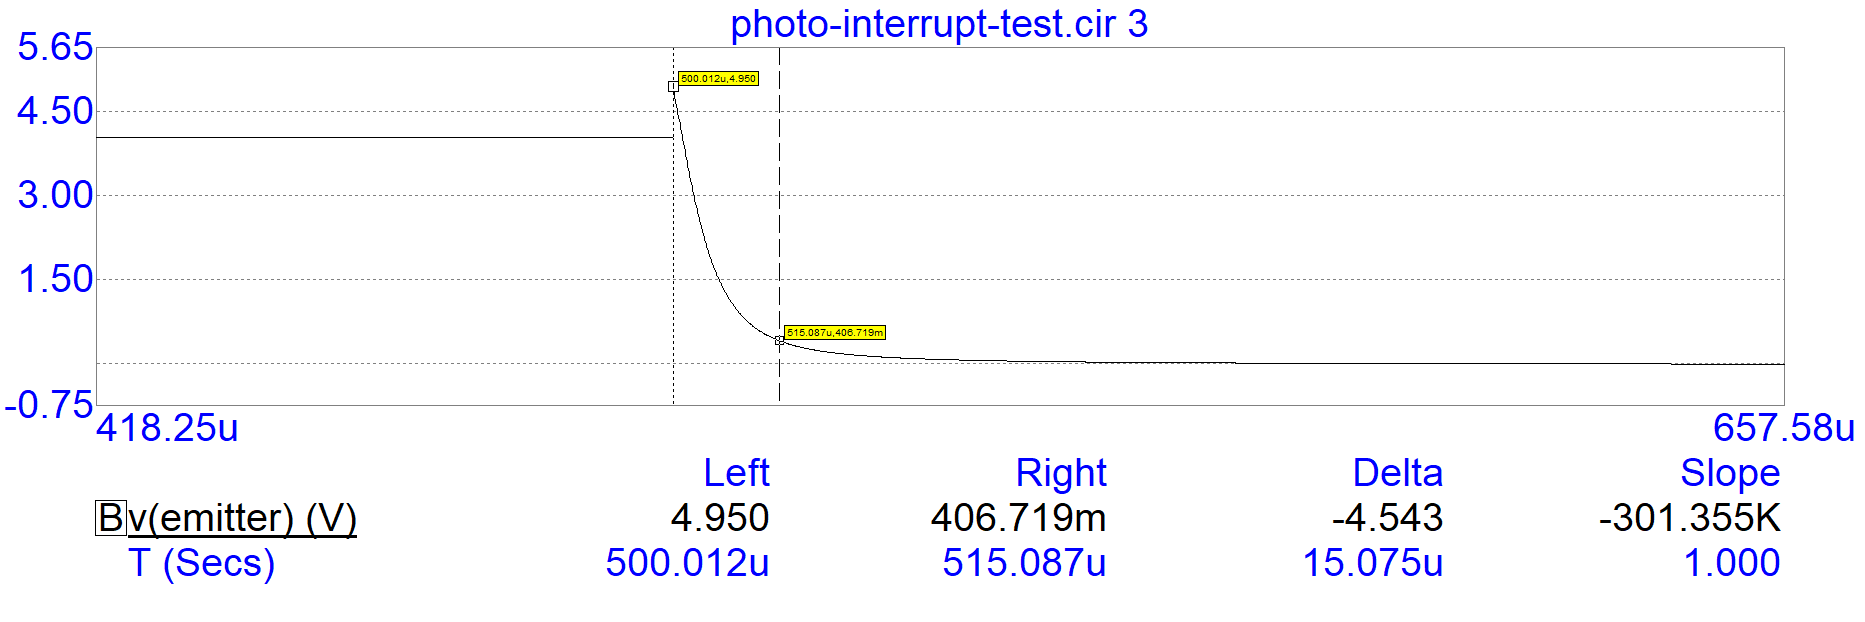 photo-interrupt-test.cir 3
5.65
500.012u,4.950
4.50
3.00
1.50
515.087u,406.719m
-0.75
418.25u 657.58u
Left Right Delta Slope
B v(emitter) (V) 4.950 406.719m -4.543 -301.355K
T (Secs) 500.012u 515.087u 15.075u 1.000